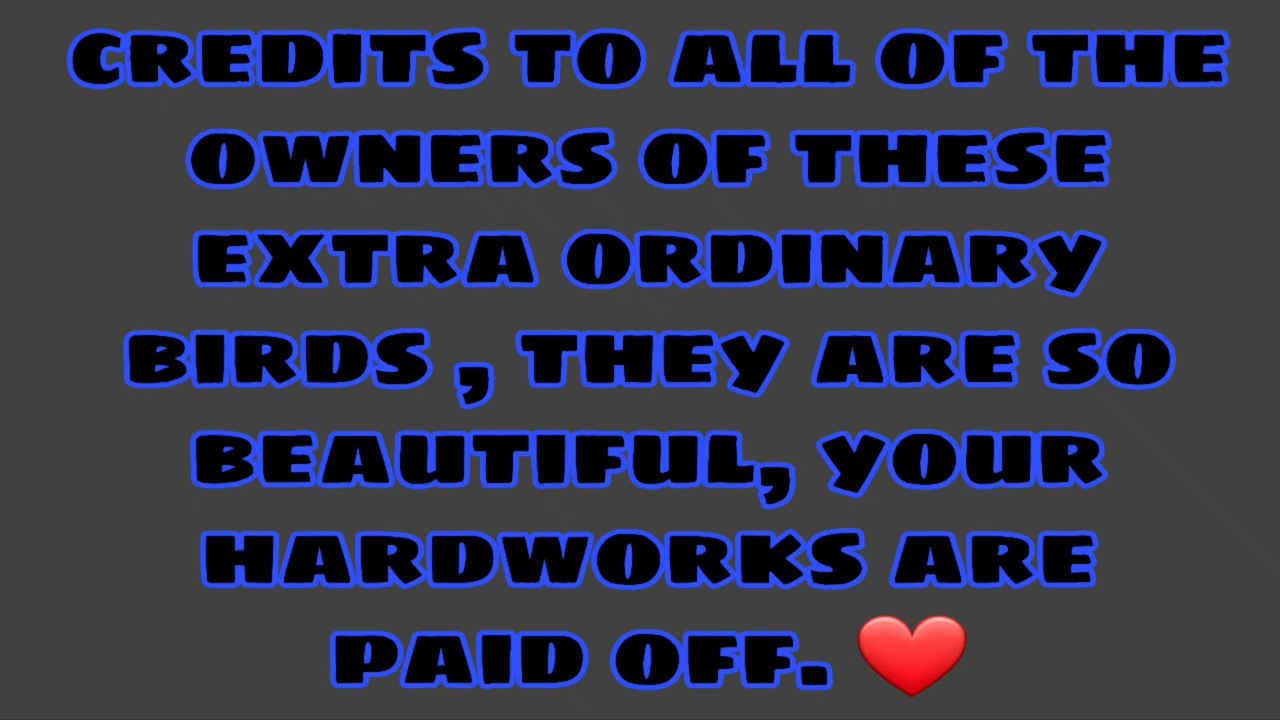 CREDITS TO ALL OF THE
OWNERS OF THESE
EXTRA ORDINARY
BIRDS , THEY ARE SO
BEAUTIFUL, YOUR
HARDWORKS ARE
PAID OFF. ❤️